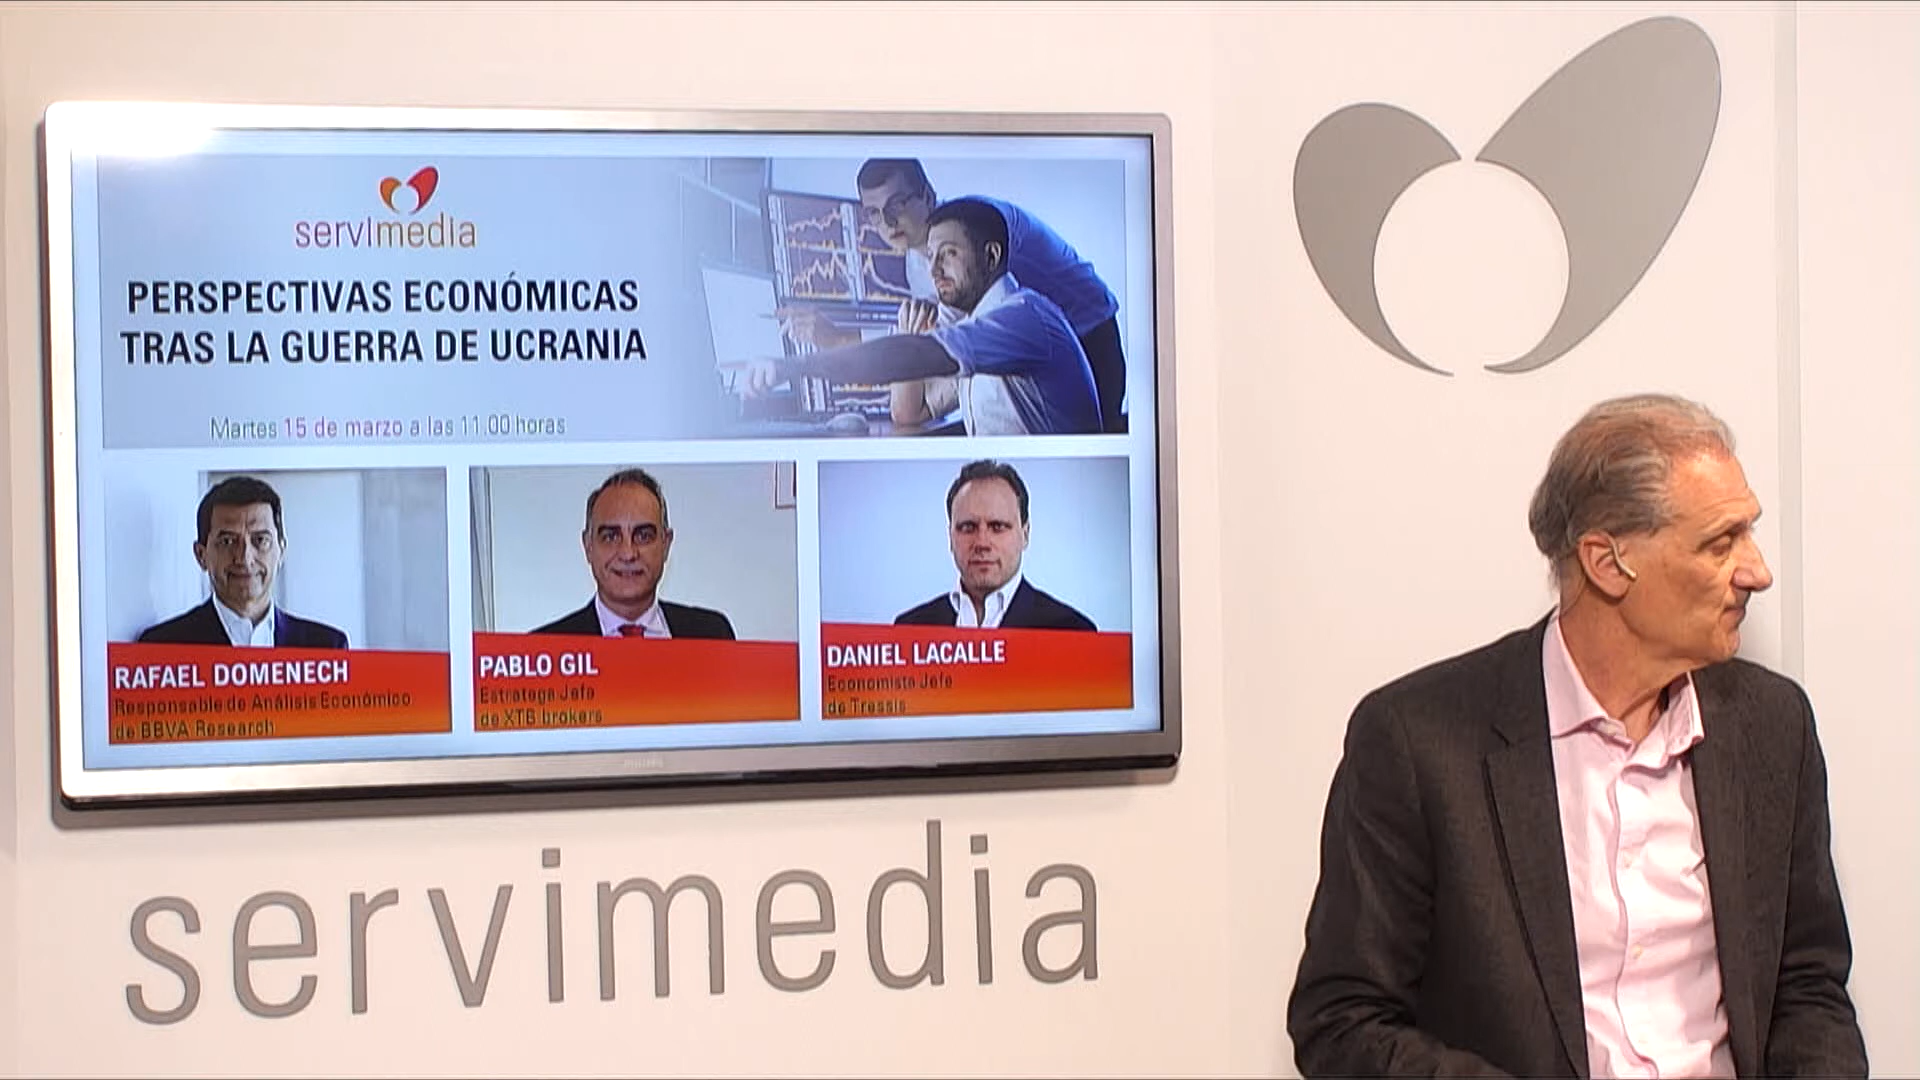 servimedia
PERSPECTIVAS ECONÓMICAS
TRAS LA GUERRA DE UCRANIA
Martes 15 de marzo a las 11.00 horas
RAFAEL DOMENECH
Responsable de Análisis Económico
de BBVA Research
PABLO GIL
Estratega Jefe
de XTB brokers
DANIEL LACALLE
Economista Jefe
de Tressis
PHILIPS
servimedia